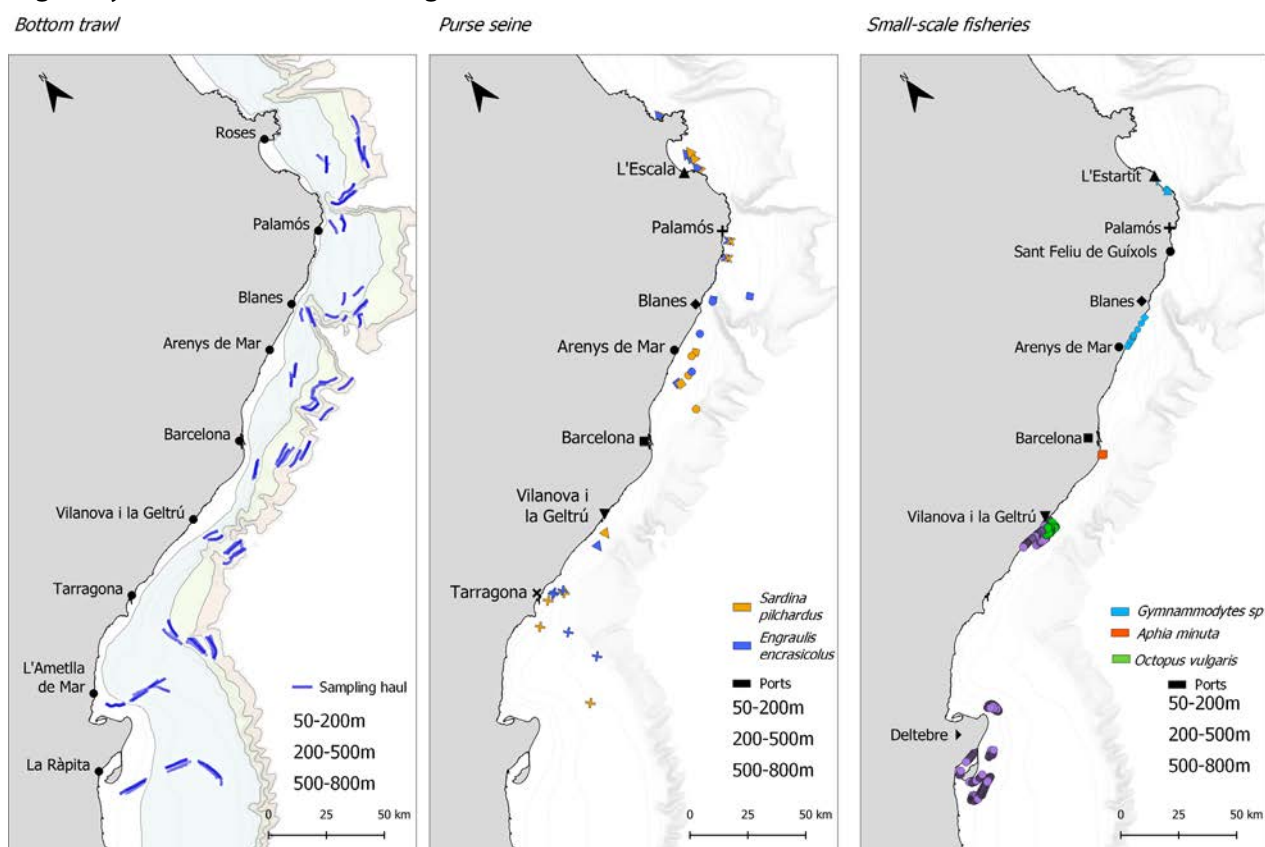 Bottom trawl
N
Roses
Palamós
Blanes
Arenys de Mar
Barcelona
Vilanova i la Geltrú
Tarragona
L'Ametlla
de Mar
La Ràpita
Sampling haul
50-200m
200-500m
500-800m
0 25 50 km
Purse seine
N
L'Escala
Palamós
Blanes
Arenys de Mar
Barcelona
Vilanova i
la Geltrú
Tarragona
Sardina
pilchardus
Engraulis
encrasicolus
Ports
50-200m
200-500m
500-800m
0 25 50 km
Small-scale fisheries
N
L'Estartit
Palamós
Sant Feliu de Guíxols
Blanes
Arenys de Mar
Barcelona
Vilanova i la Geltrú
Deltebre
Gymnammodytes sp
Aphia minuta
Octopus vulgaris
Ports
50-200m
200-500m
500-800m
0 25 50 km